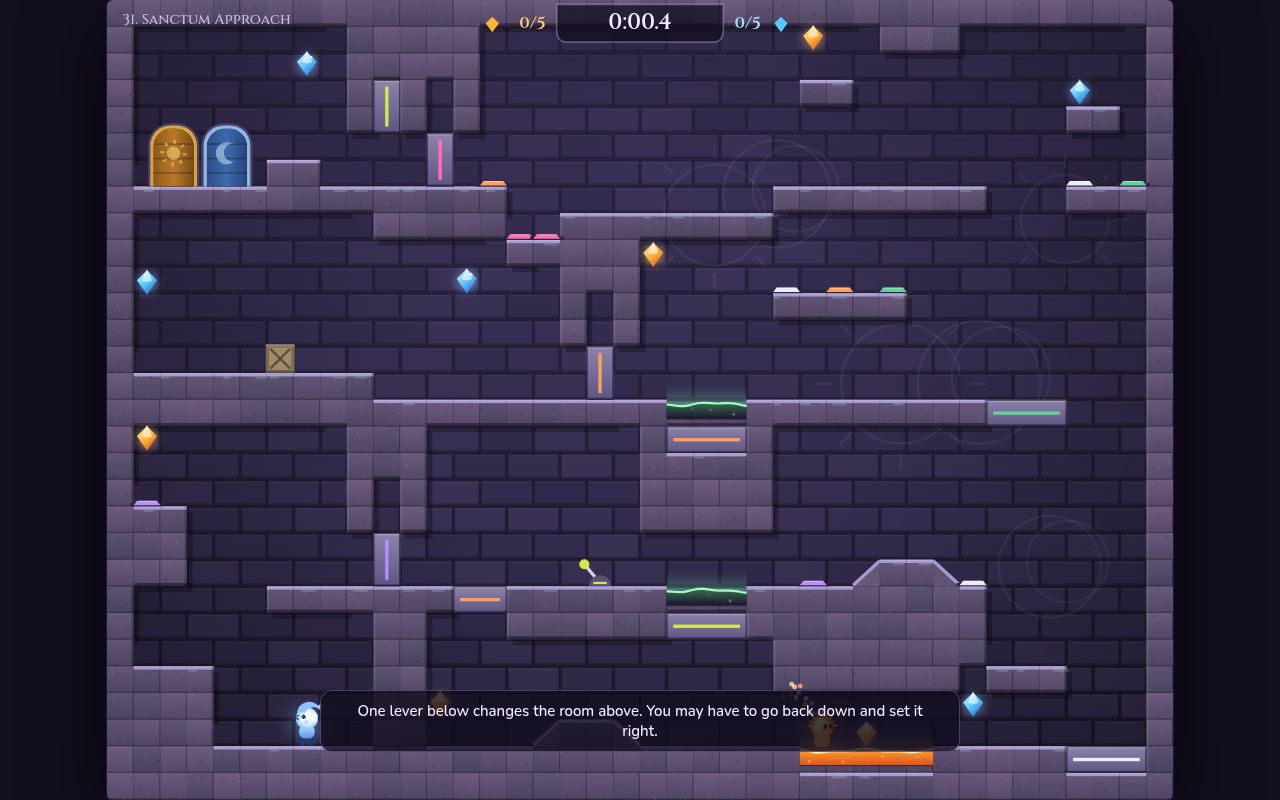 31. Sanctum Approach
0/5
0:00.4
0/5
One lever below changes the room above. You may have to go back down and set it
right.